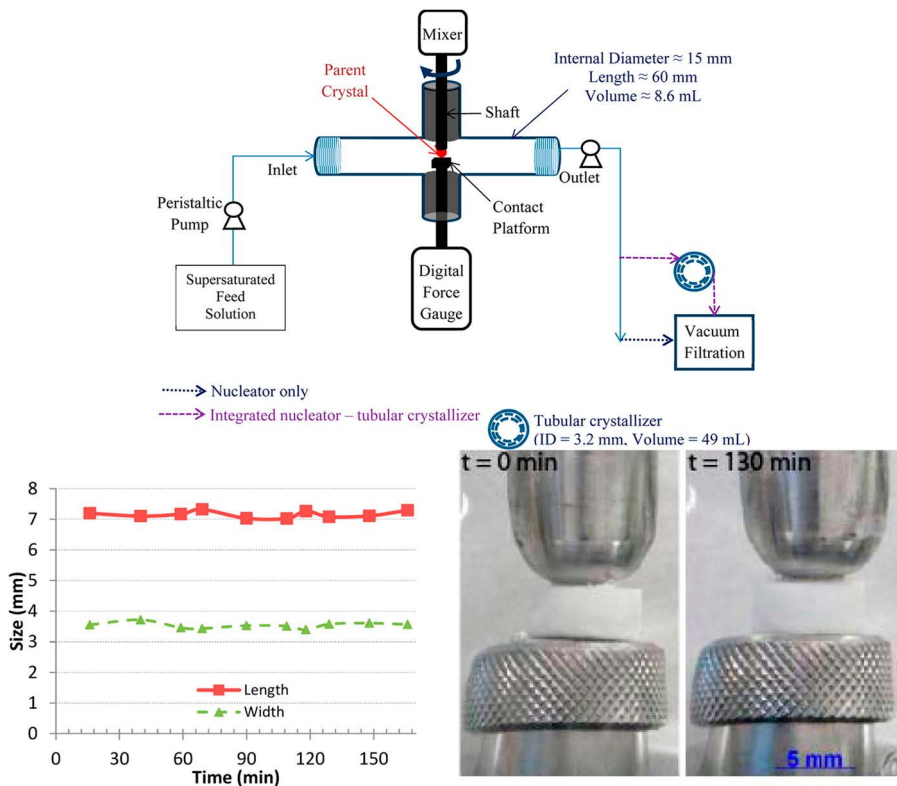 Mixer
Parent
Crystal
Shaft
Internal Diameter ≈ 15 mm
Length ≈ 60 mm
Volume ≈ 8.6 mL
Inlet
Outlet
Peristaltic
Pump
Contact
Platform
Supersaturated
Feed
Solution
Digital
Force
Gauge
Vacuum
Filtration
Nucleator only
Integrated nucleator – tubular crystallizer
Tubular crystallizer
(ID = 3.2 mm, Volume = 49 mL)
8
7
6
5
4
3
2
1
0
Size (mm)
Length
Width
0 30 60 90 120 150
Time (min)
t = 0 min
t = 130 min
5 mm